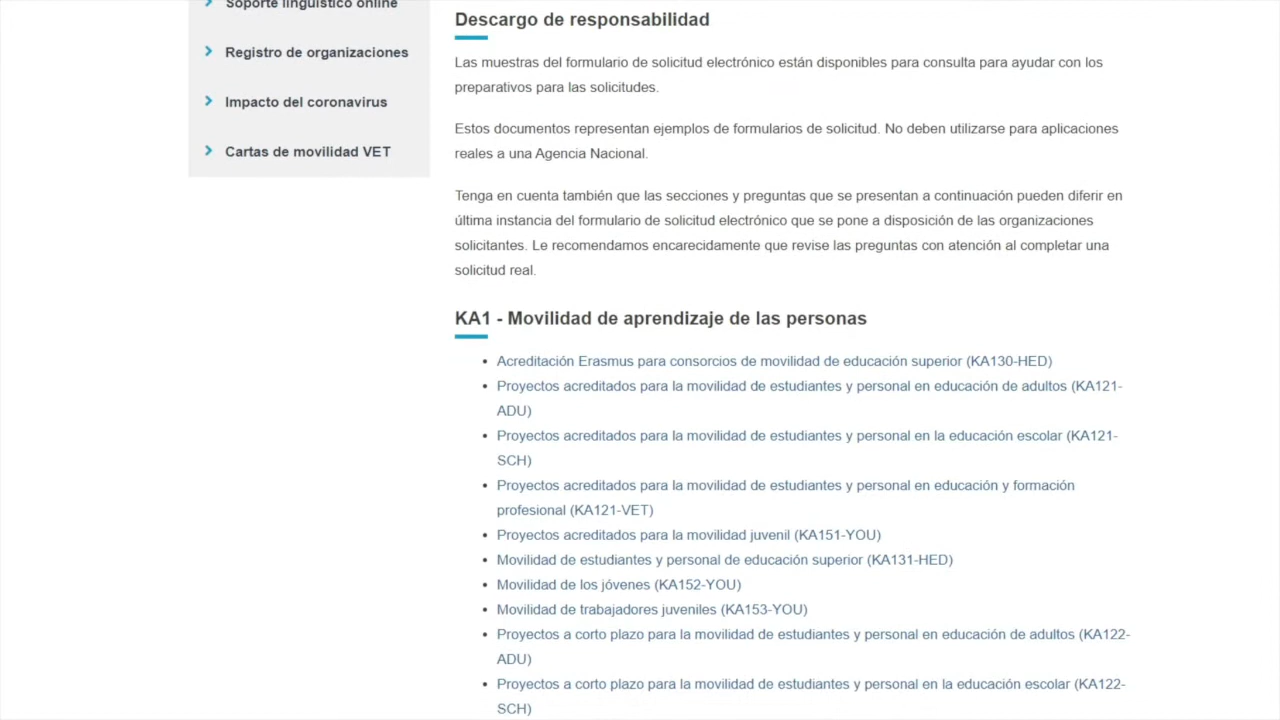 Soporte lingüístico online
Registro de organizaciones
Impacto del coronavirus
Cartas de movilidad VET
Descargo de responsabilidad
Las muestras del formulario de solicitud electrónico están disponibles para consulta para ayudar con los
preparativos para las solicitudes.
Estos documentos representan ejemplos de formularios de solicitud. No deben utilizarse para aplicaciones
reales a una Agencia Nacional.
Tenga en cuenta también que las secciones y preguntas que se presentan a continuación pueden diferir en
última instancia del formulario de solicitud electrónico que se pone a disposición de las organizaciones
solicitantes. Le recomendamos encarecidamente que revise las preguntas con atención al completar una
solicitud real.
KA1 - Movilidad de aprendizaje de las personas
• Acreditación Erasmus para consorcios de movilidad de educación superior (KA130-HED)
• Proyectos acreditados para la movilidad de estudiantes y personal en educación de adultos (KA121-
ADU)
• Proyectos acreditados para la movilidad de estudiantes y personal en la educación escolar (KA121-
SCH)
• Proyectos acreditados para la movilidad de estudiantes y personal en educación y formación
profesional (KA121-VET)
• Proyectos acreditados para la movilidad juvenil (KA151-YOU)
• Movilidad de estudiantes y personal de educación superior (KA131-HED)
• Movilidad de los jóvenes (KA152-YOU)
• Movilidad de trabajadores juveniles (KA153-YOU)
• Proyectos a corto plazo para la movilidad de estudiantes y personal en educación de adultos (KA122-
ADU)
• Proyectos a corto plazo para la movilidad de estudiantes y personal en la educación escolar (KA122-
SCH)